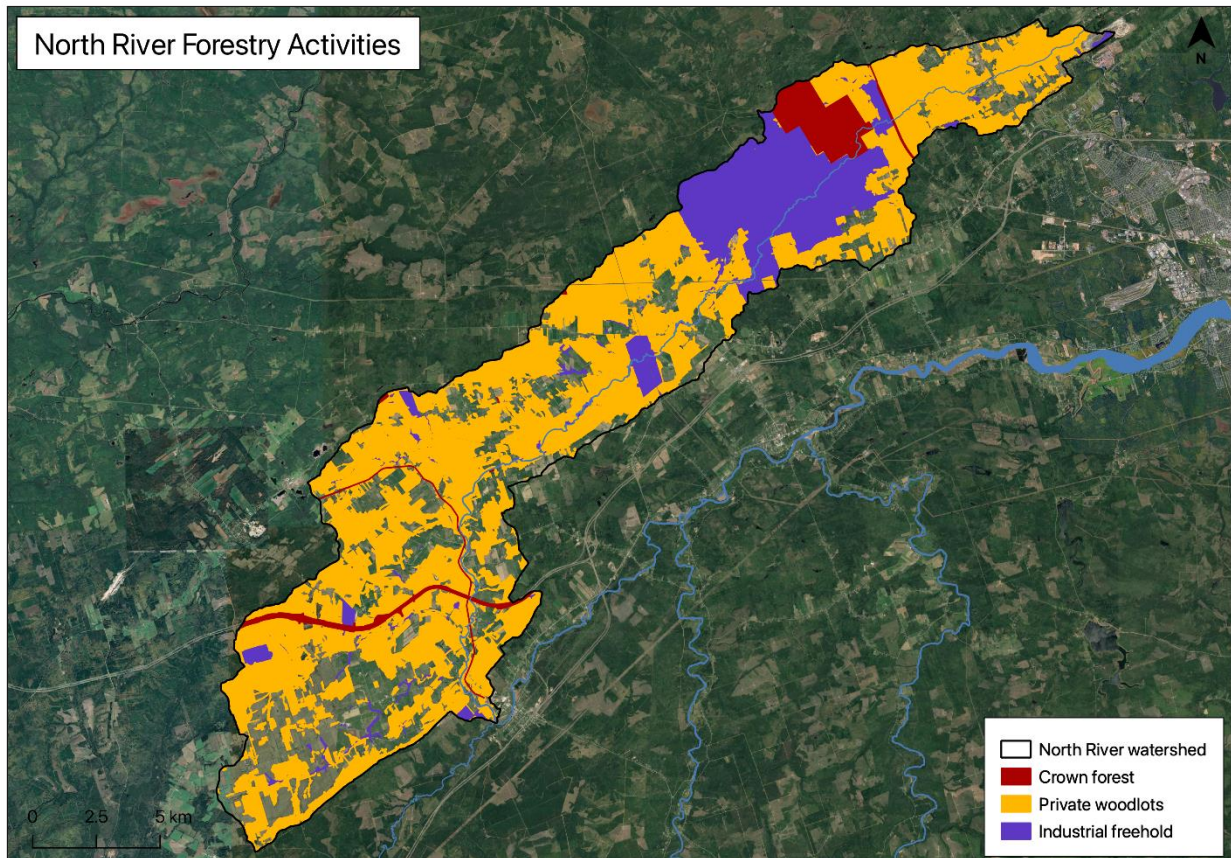 North River Forestry Activities
N
North River watershed
Crown forest
Private woodlots
Industrial freehold
0 2.5 5 km